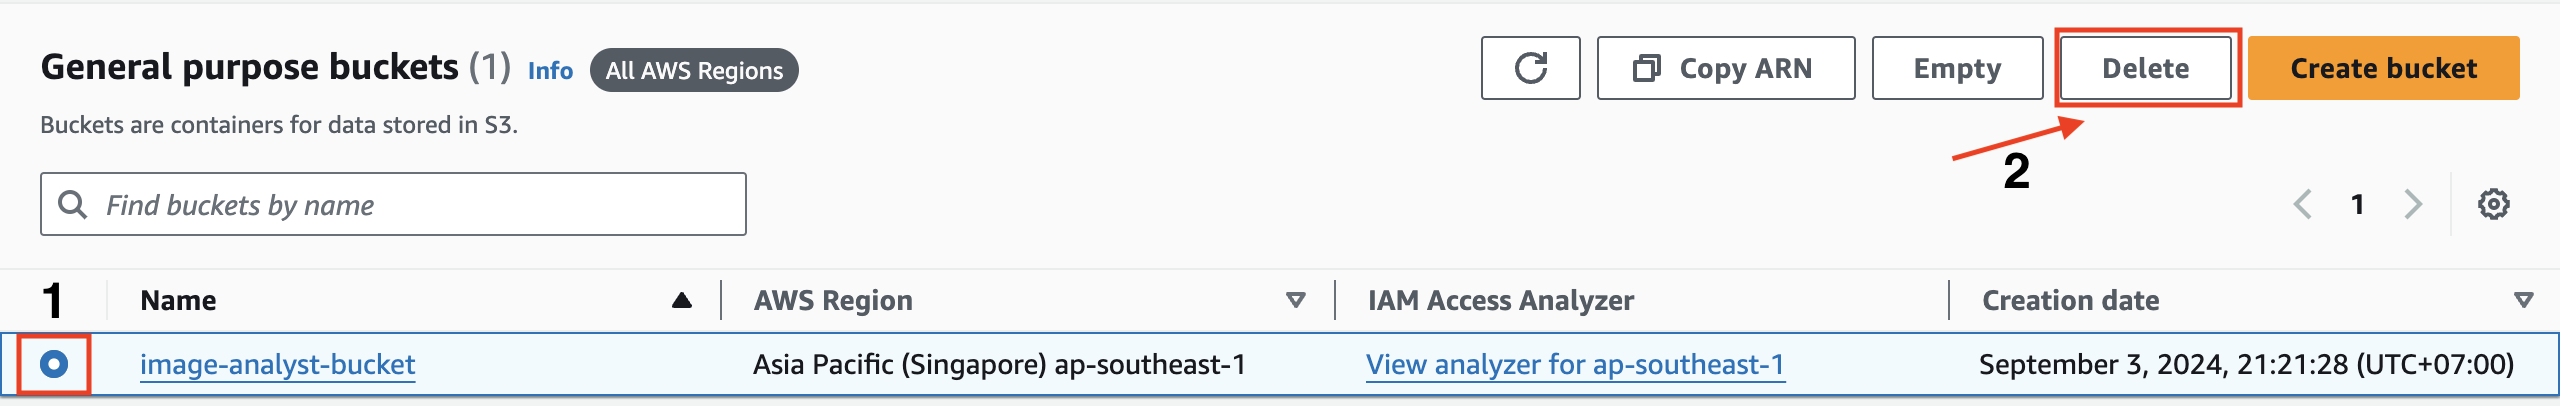 General purpose buckets (1) Info All AWS Regions
Copy ARN Empty Delete Create bucket
Buckets are containers for data stored in S3.
2
Find buckets by name
1
1 Name AWS Region IAM Access Analyzer Creation date
image-analyst-bucket Asia Pacific (Singapore) ap-southeast-1 View analyzer for ap-southeast-1 September 3, 2024, 21:21:28 (UTC+07:00)